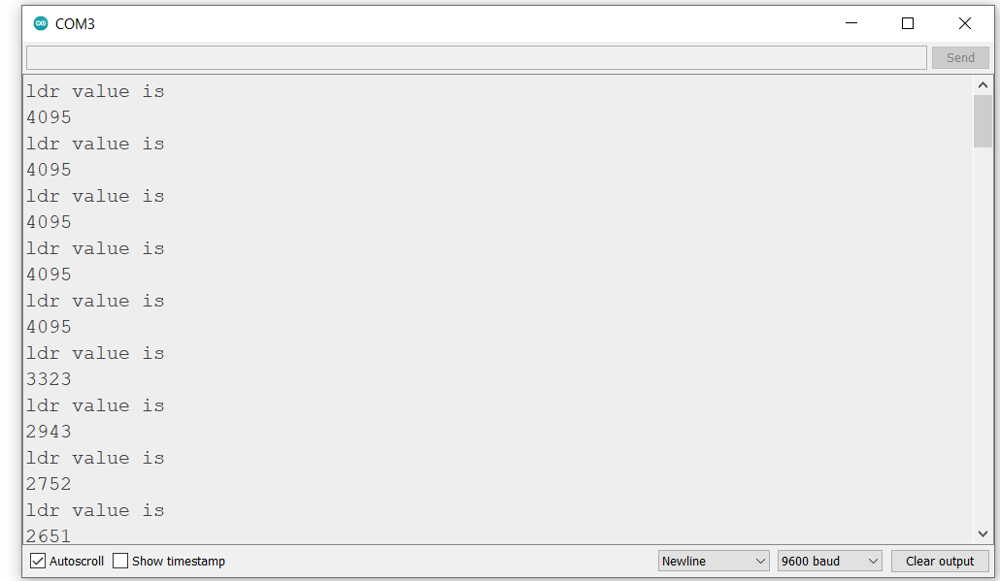 COM3
Send
ldr value is
4095
ldr value is
4095
ldr value is
4095
ldr value is
4095
ldr value is
4095
ldr value is
3323
ldr value is
2943
ldr value is
2752
ldr value is
2651
Autoscroll Show timestamp Newline 9600 baud Clear output